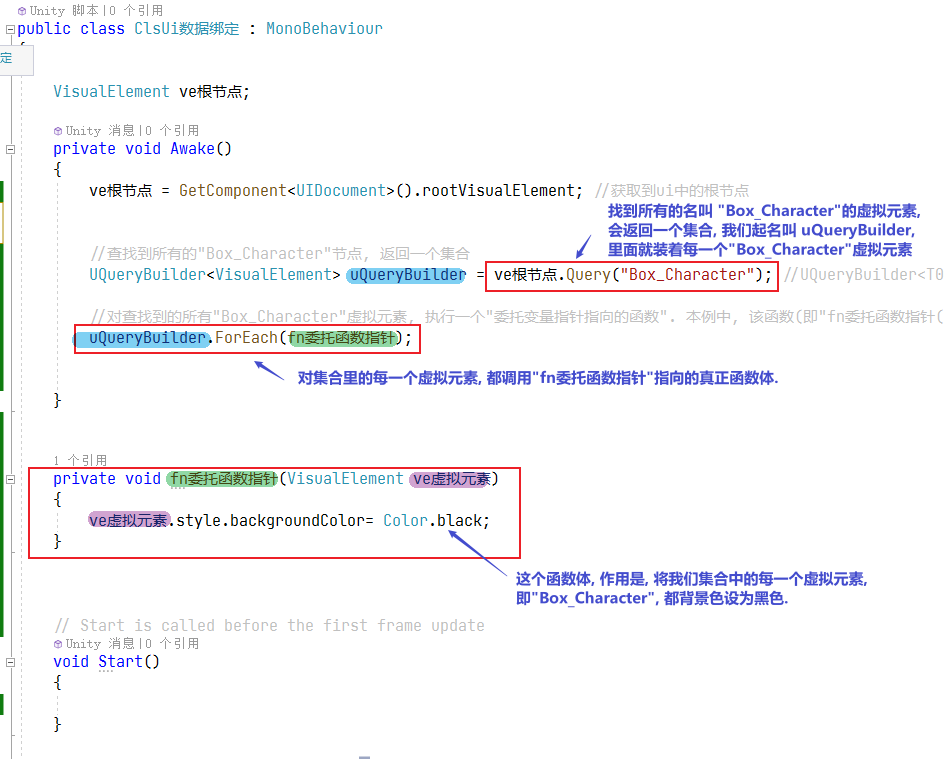 Unity 脚本|0 个引用
public class ClsUi数据绑定 : MonoBehaviour
定
VisualElement ve根节点;
Unity 消息|0 个引用
private void Awake()
{
ve根节点 = GetComponent<UIDocument>().rootVisualElement; //获取到ui中的根节点
找到所有的名叫 "Box_Character"的虚拟元素,
会返回一个集合, 我们起名叫 uQueryBuilder,
里面就装着每一个"Box_Character"虚拟元素
//查找到所有的"Box_Character"节点, 返回一个集合
UQueryBuilder<VisualElement> uQueryBuilder = ve根节点.Query("Box_Character"); //UQueryBuilder<T0
//对查找到的所有"Box_Character"虚拟元素, 执行一个"委托变量指针指向的函数". 本例中, 该函数(即"fn委托函数指针(
uQueryBuilder.ForEach(fn委托函数指针);
对集合里的每一个虚拟元素, 都调用"fn委托函数指针"指向的真正函数体.
}
1 个引用
private void fn委托函数指针(VisualElement ve虚拟元素)
{
ve虚拟元素.style.backgroundColor= Color.black;
}
这个函数体, 作用是, 将我们集合中的每一个虚拟元素,
即"Box_Character", 都背景色设为黑色.
// Start is called before the first frame update
Unity 消息|0 个引用
void Start()
{
}